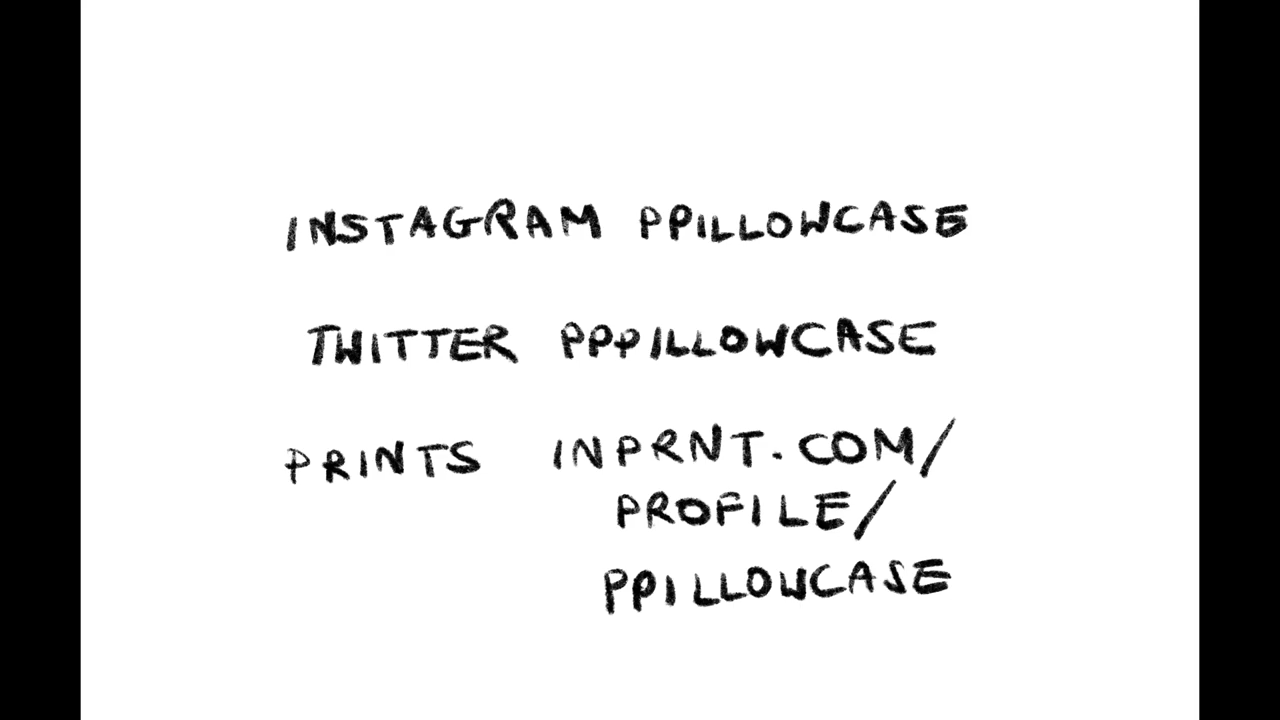 INSTAGRAM PPILLOWCASE
TWITTER PPPILLOWCASE
PRINTS INPRNT.COM/
PROFILE/
PPILLOWCASE